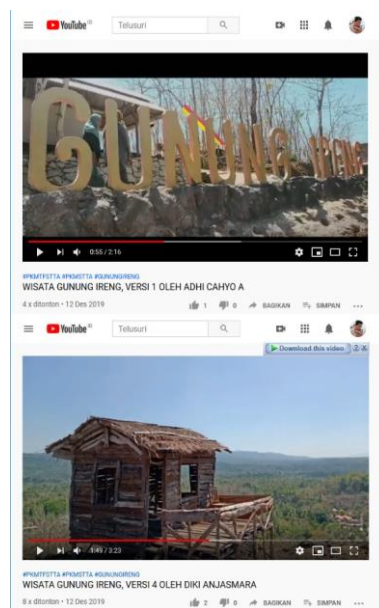 YouTube ID
Telusuri
GUNUNG IRENG
0:55 / 2:16
#PKMTFSTTA #PKMSTTA #GUNUNGIRENG
WISATA GUNUNG IRENG, VERSI 1 OLEH ADHI CAHYO A
4 x ditonton • 12 Des 2019
1 0 BAGIKAN SIMPAN
YouTube ID
Telusuri
Download this video
1:49 / 3:23
#PKMTFSTTA #PKMSTTA #GUNUNGIRENG
WISATA GUNUNG IRENG, VERSI 4 OLEH DIKI ANJASMARA
8 x ditonton • 12 Des 2019
2 0 BAGIKAN SIMPAN